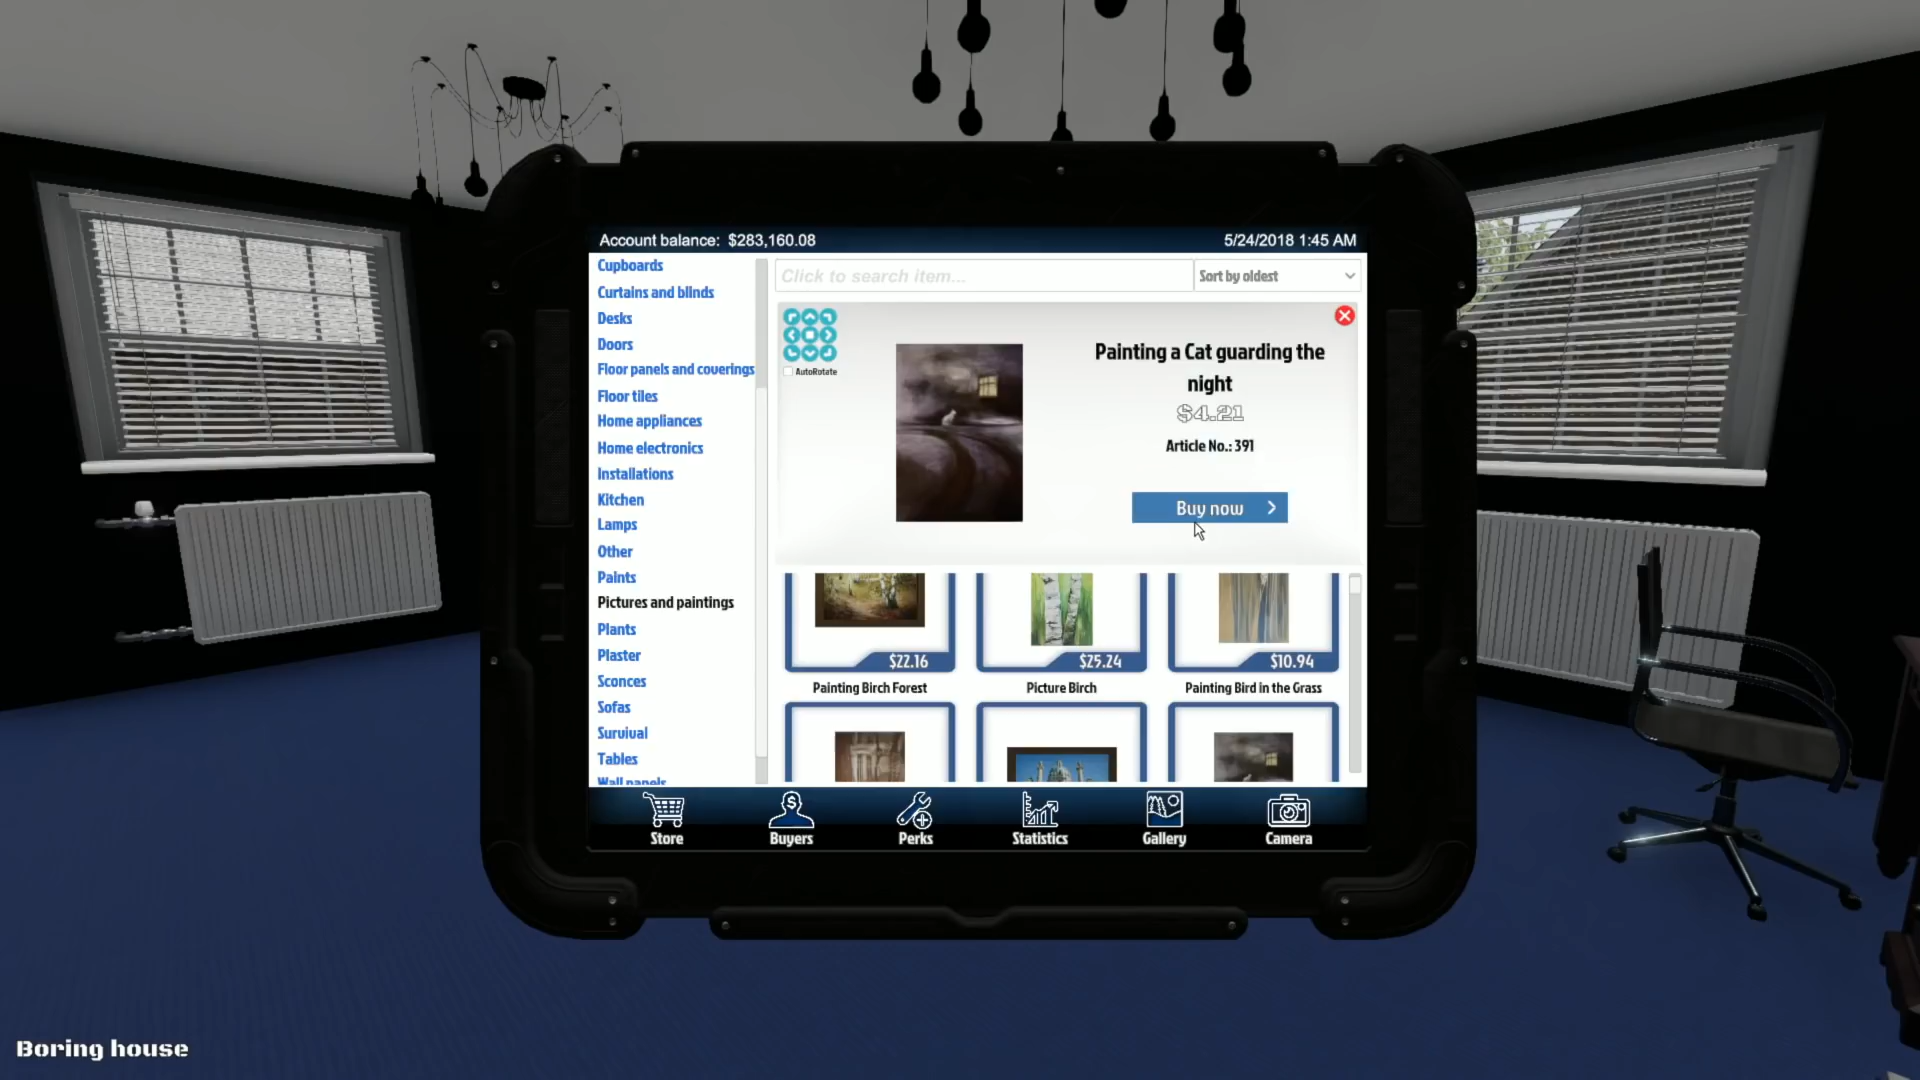 Account balance: $283,160.08
5/24/2018 1:45 AM
Cupboards
Curtains and blinds
Desks
Doors
Floor panels and coverings
Floor tiles
Home appliances
Home electronics
Installations
Kitchen
Lamps
Other
Paints
Pictures and paintings
Plants
Plaster
Sconces
Sofas
Survival
Tables
Wall panels
Click to search item...
Sort by oldest
AutoRotate
Painting a Cat guarding the
night
$4.21
Article No.: 391
Buy now
$22.16
$25.24
$10.94
Painting Birch Forest
Picture Birch
Painting Bird in the Grass
Store
Buyers
Perks
Statistics
Gallery
Camera
Boring house